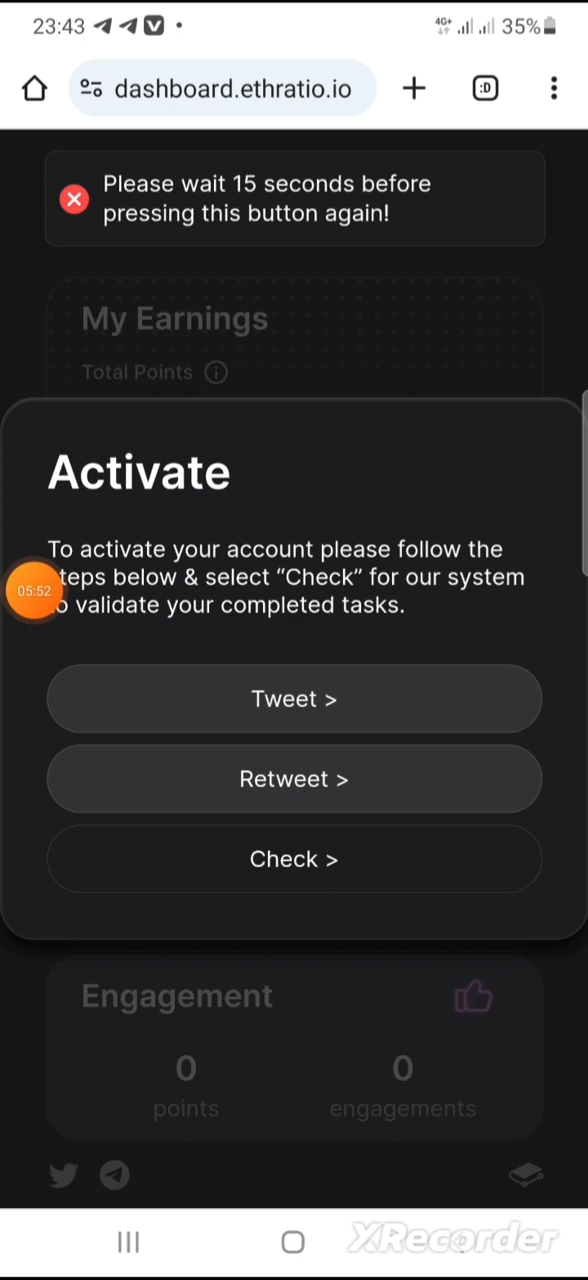 23:43
4G+
35%
dashboard.ethratio.io
:D
Please wait 15 seconds before
pressing this button again!
My Earnings
Total Points
Activate
To activate your account please follow the
teps below & select “Check” for our system
o validate your completed tasks.
05:52
Tweet >
Retweet >
Check >
Engagement
0
0
points
engagements
XRecorder